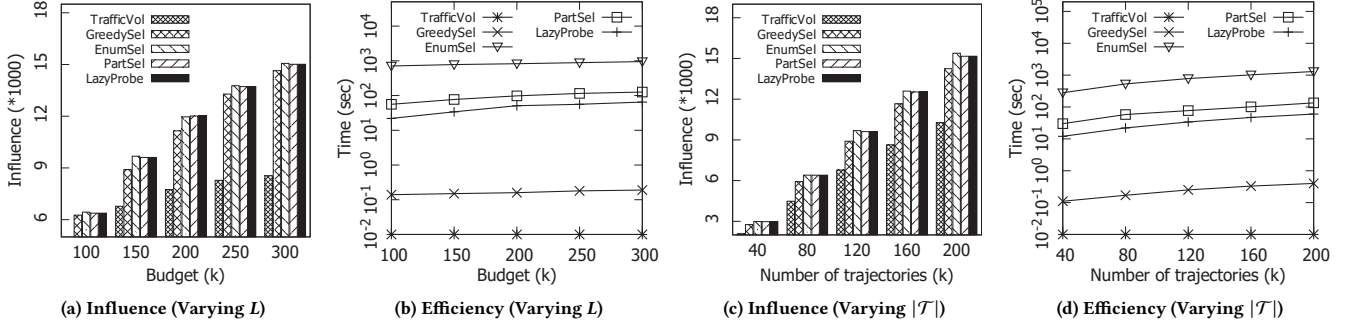 18
15
12
9
6
Influence (*1000)
TrafficVol
GreedySel
EnumSel
PartSel
LazyProbe
100 150 200 250 300
Budget (k)
(a) Influence (Varying L)
10^4
10^3
10^2
10^1
10^0
10^-1
10^-2
Time (sec)
TrafficVol
GreedySel
EnumSel
PartSel
LazyProbe
100 150 200 250 300
Budget (k)
(b) Efficiency (Varying L)
18
15
12
9
6
3
Influence (*1000)
TrafficVol
GreedySel
EnumSel
PartSel
LazyProbe
40 80 120 160 200
Number of trajectories (k)
(c) Influence (Varying |𝒯|)
10^5
10^4
10^3
10^2
10^1
10^0
10^-1
10^-2
Time (sec)
TrafficVol
GreedySel
EnumSel
PartSel
LazyProbe
40 80 120 160 200
Number of trajectories (k)
(d) Efficiency (Varying |𝒯|)